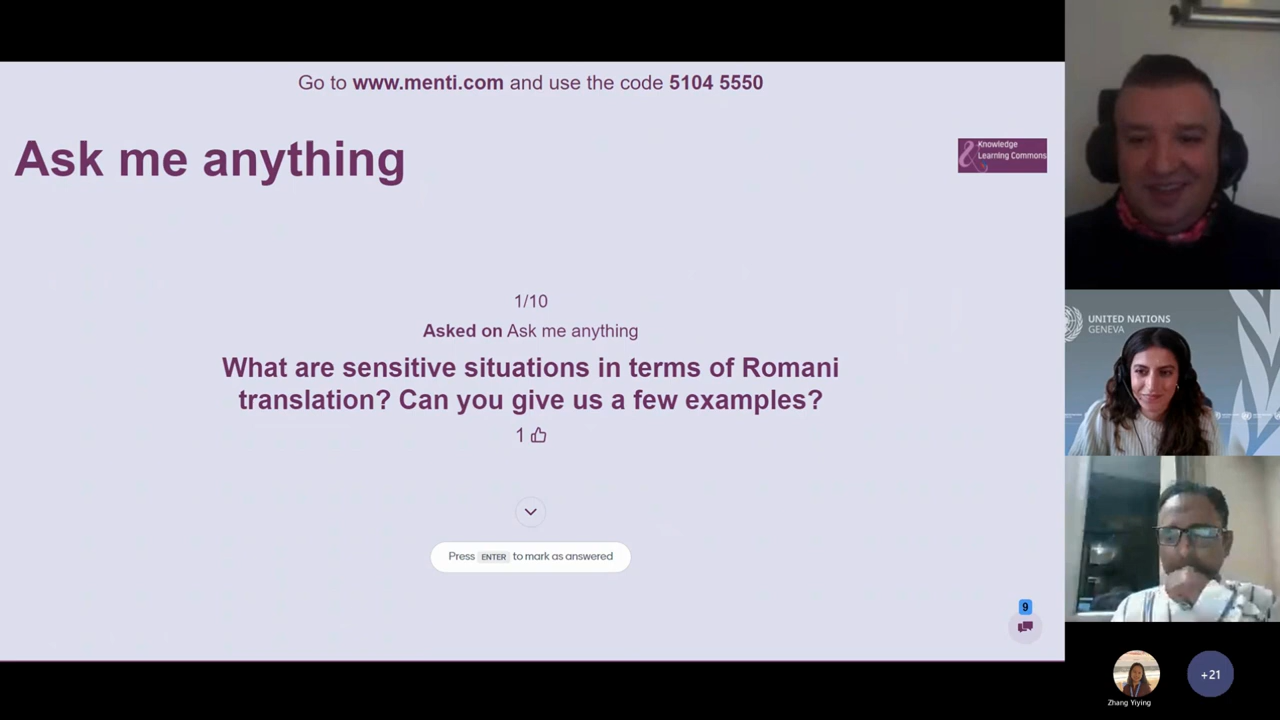 Go to www.menti.com and use the code 5104 5550
Ask me anything
Knowledge
Learning Commons
1/10
Asked on Ask me anything
What are sensitive situations in terms of Romani
translation? Can you give us a few examples?
1
Press ENTER to mark as answered
9
UNITED NATIONS
GENEVA
Zhang Yiying
+21